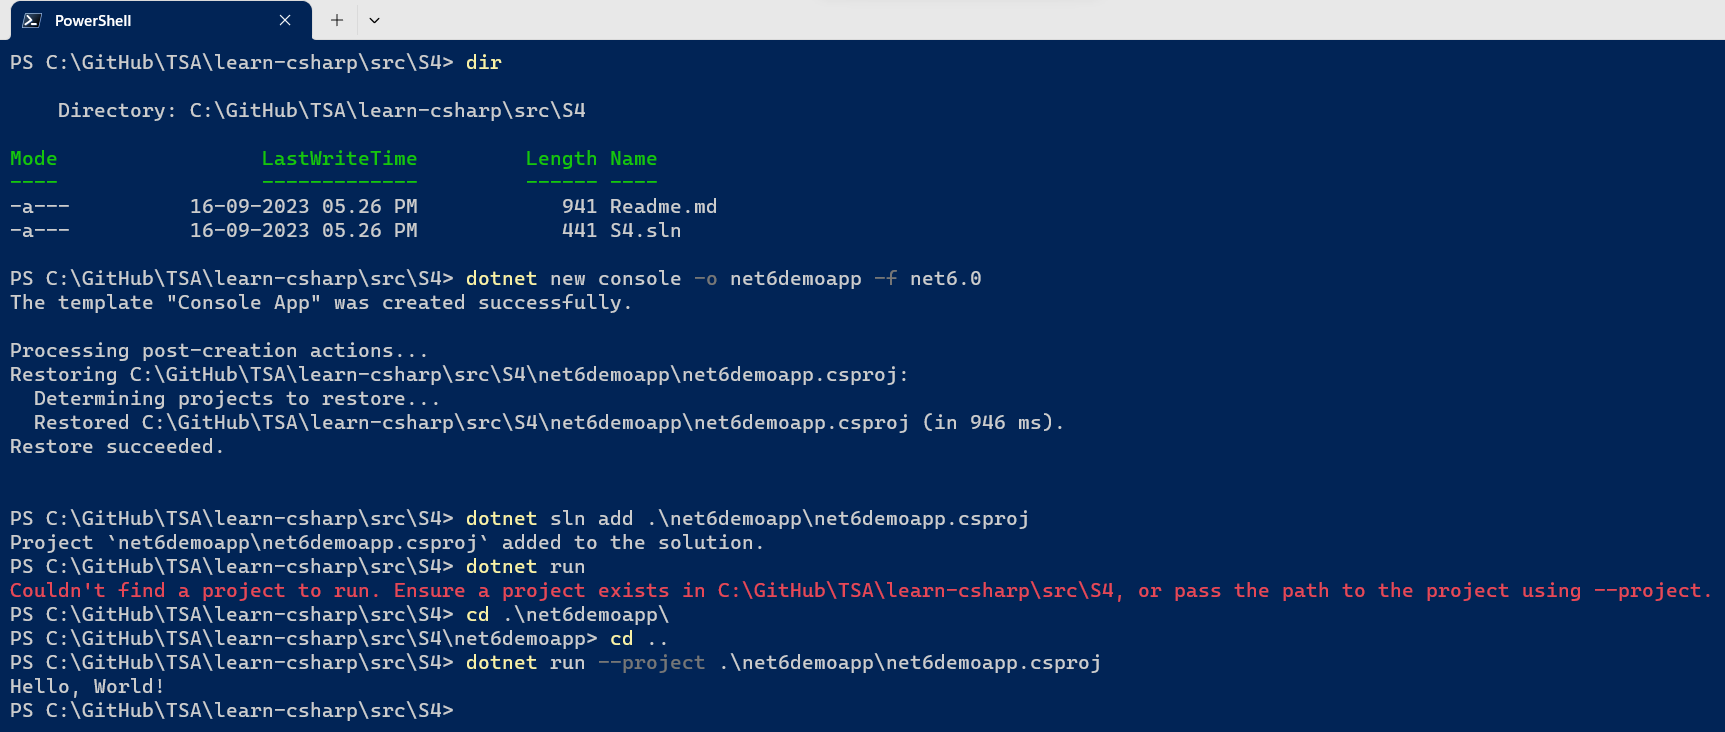 PowerShell
PS C:\GitHub\TSA\learn-csharp\src\S4> dir
Directory: C:\GitHub\TSA\learn-csharp\src\S4
Mode LastWriteTime Length Name
---- ------------- ------ ----
-a--- 16-09-2023 05.26 PM 941 Readme.md
-a--- 16-09-2023 05.26 PM 441 S4.sln
PS C:\GitHub\TSA\learn-csharp\src\S4> dotnet new console -o net6demoapp -f net6.0
The template "Console App" was created successfully.
Processing post-creation actions...
Restoring C:\GitHub\TSA\learn-csharp\src\S4\net6demoapp\net6demoapp.csproj:
Determining projects to restore...
Restored C:\GitHub\TSA\learn-csharp\src\S4\net6demoapp\net6demoapp.csproj (in 946 ms).
Restore succeeded.
PS C:\GitHub\TSA\learn-csharp\src\S4> dotnet sln add .\net6demoapp\net6demoapp.csproj
Project `net6demoapp\net6demoapp.csproj` added to the solution.
PS C:\GitHub\TSA\learn-csharp\src\S4> dotnet run
Couldn't find a project to run. Ensure a project exists in C:\GitHub\TSA\learn-csharp\src\S4, or pass the path to the project using --project.
PS C:\GitHub\TSA\learn-csharp\src\S4> cd .\net6demoapp\
PS C:\GitHub\TSA\learn-csharp\src\S4\net6demoapp> cd ..
PS C:\GitHub\TSA\learn-csharp\src\S4> dotnet run --project .\net6demoapp\net6demoapp.csproj
Hello, World!
PS C:\GitHub\TSA\learn-csharp\src\S4>